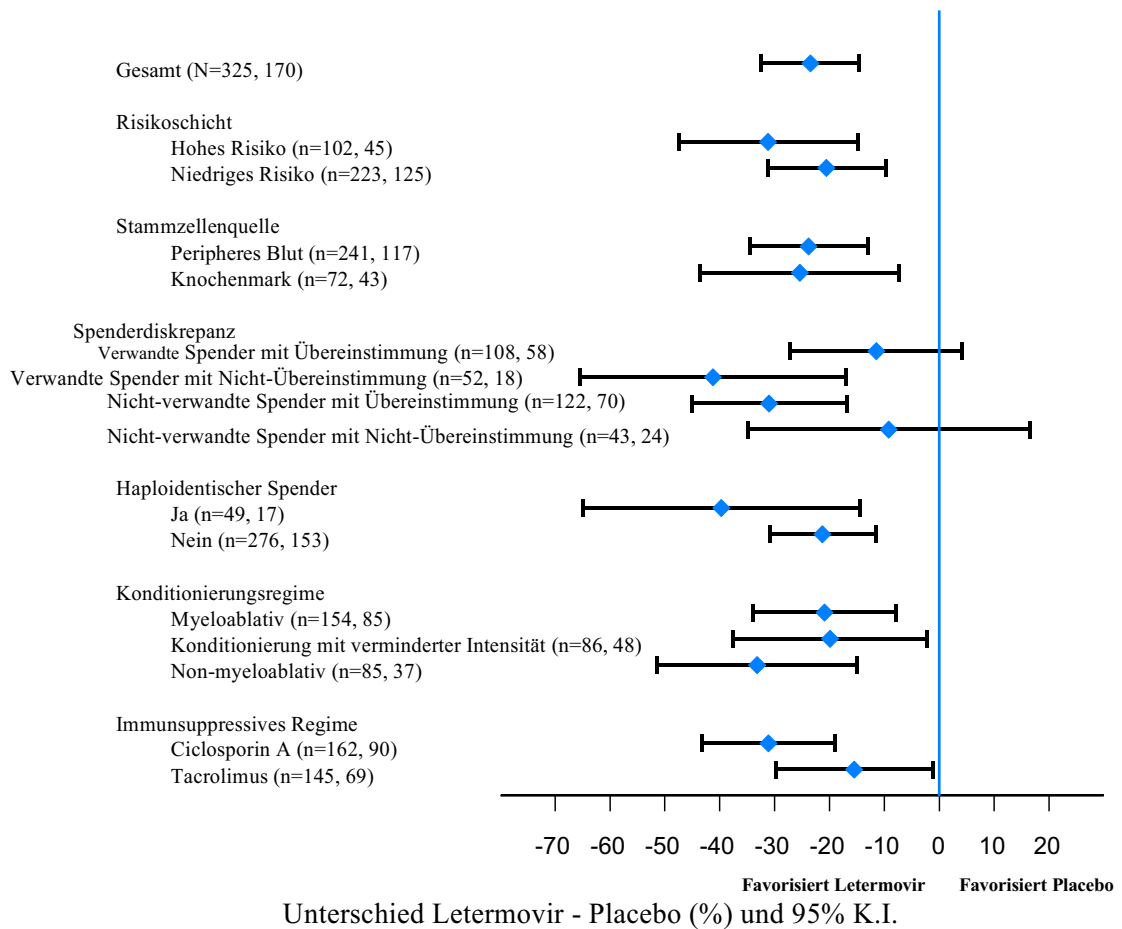 Gesamt (N=325, 170)
Risikoschicht
Hohes Risiko (n=102, 45)
Niedriges Risiko (n=223, 125)
Stammzellenquelle
Peripheres Blut (n=241, 117)
Knochenmark (n=72, 43)
Spenderdiskrepanz
Verwandte Spender mit Übereinstimmung (n=108, 58)
Verwandte Spender mit Nicht-Übereinstimmung (n=52, 18)
Nicht-verwandte Spender mit Übereinstimmung (n=122, 70)
Nicht-verwandte Spender mit Nicht-Übereinstimmung (n=43, 24)
Haploidentischer Spender
Ja (n=49, 17)
Nein (n=276, 153)
Konditionierungsregime
Myeloablativ (n=154, 85)
Konditionierung mit verminderter Intensität (n=86, 48)
Non-myeloablativ (n=85, 37)
Immunsuppressives Regime
Ciclosporin A (n=162, 90)
Tacrolimus (n=145, 69)
-70 -60 -50 -40 -30 -20 -10 0 10 20
Favorisiert Letermovir Favorisiert Placebo
Unterschied Letermovir - Placebo (%) und 95% K.I.